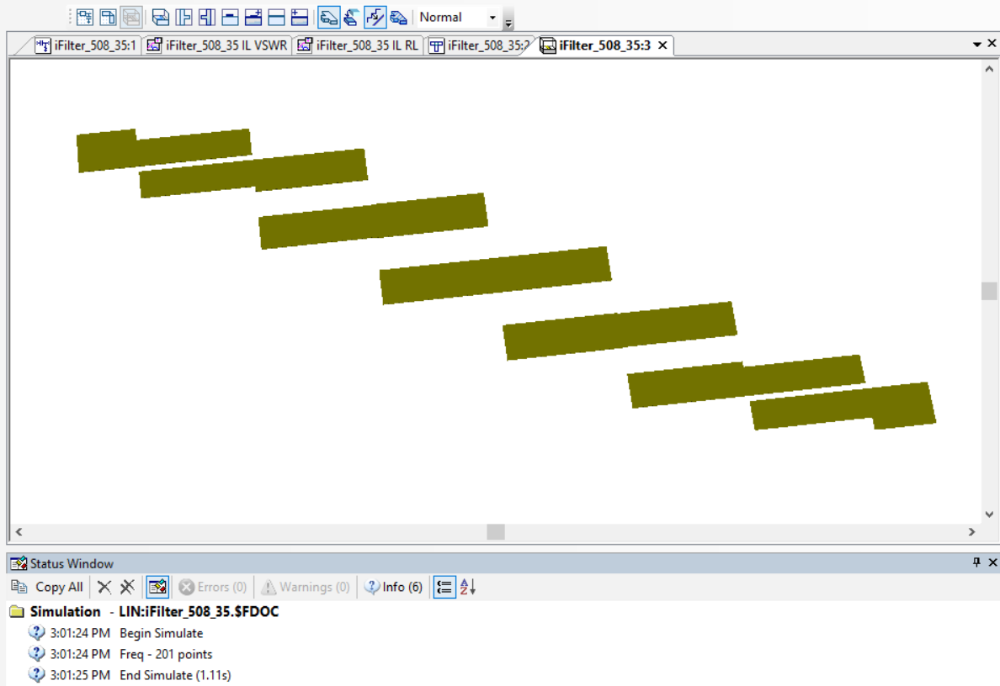 Normal
iFilter_508_35:1 iFilter_508_35 IL VSWR iFilter_508_35 IL RL iFilter_508_35:2 iFilter_508_35:3
Status Window
Copy All Errors (0) Warnings (0) Info (6)
Simulation - LIN:iFilter_508_35.$FDOC
3:01:24 PM Begin Simulate
3:01:24 PM Freq - 201 points
3:01:25 PM End Simulate (1.11s)